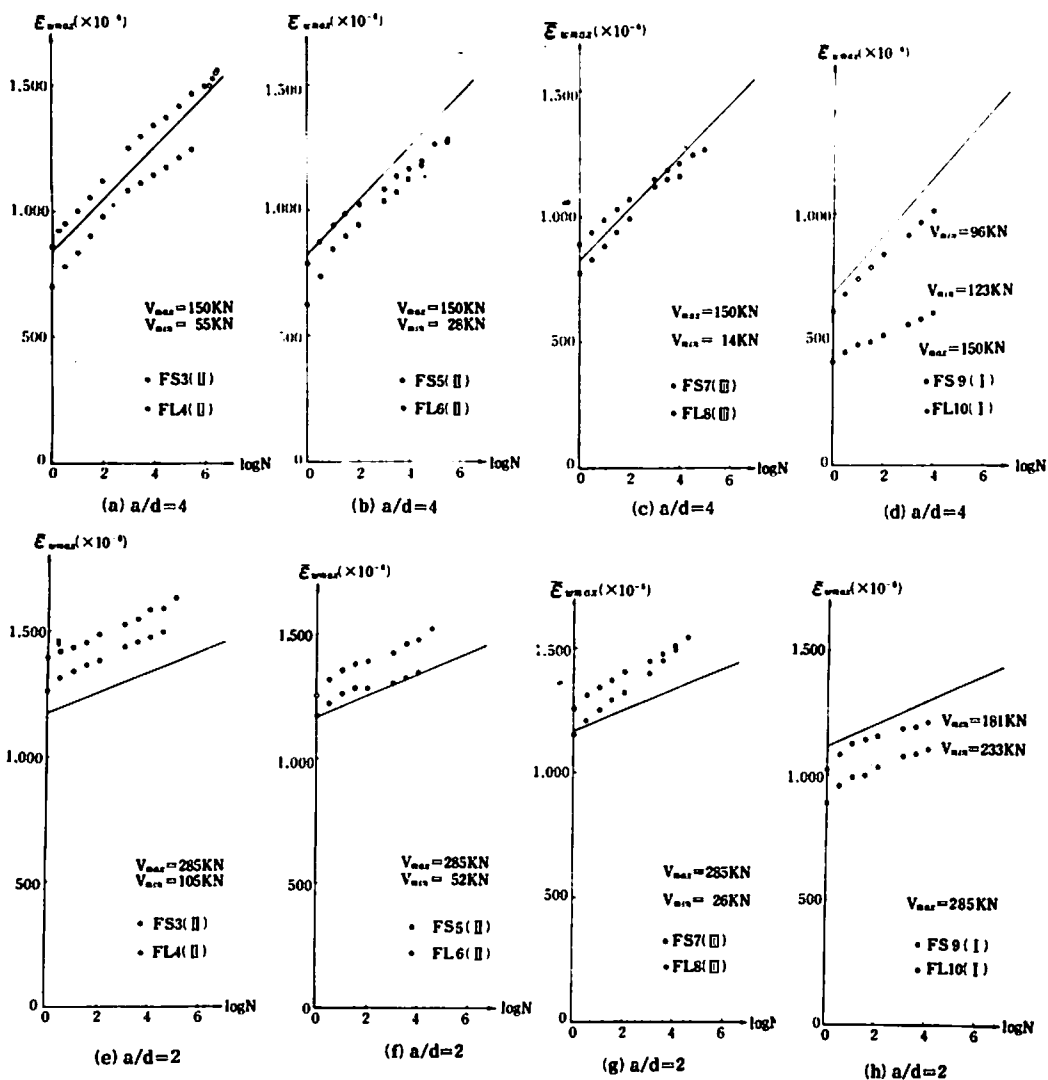 ε̄wmax(×10⁻⁶)
1.500
1.000
500
0
0 2 4 6 logN
Vmax=150KN
Vmin= 55KN
FS3(Ⅱ)
FL4(Ⅱ)
(a) a/d=4
ε̄wmax(×10⁻⁶)
1.500
1.000
500
0
0 2 4 6 logN
Vmax=150KN
Vmin= 28KN
FS5(Ⅱ)
FL6(Ⅱ)
(b) a/d=4
ε̄wmax(×10⁻⁶)
1.500
1.000
500
0
0 2 4 6 logN
Vmax=150KN
Vmin= 14KN
FS7(Ⅲ)
FL8(Ⅲ)
(c) a/d=4
ε̄wmax(×10⁻⁶)
1.500
1.000
500
0
0 2 4 6 logN
Vmin=96KN
Vmin=123KN
Vmax=150KN
FS9(Ⅰ)
FL10(Ⅰ)
(d) a/d=4
ε̄wmax(×10⁻⁶)
1.500
1.000
500
0
0 2 4 6 logN
Vmax=285KN
Vmin=105KN
FS3(Ⅱ)
FL4(Ⅱ)
(e) a/d=2
ε̄wmax(×10⁻⁶)
1.500
1.000
500
0
0 2 4 6 logN
Vmax=285KN
Vmin= 52KN
FS5(Ⅱ)
FL6(Ⅱ)
(f) a/d=2
ε̄wmax(×10⁻⁶)
1.500
1.000
500
0
0 2 4 6 logN
Vmax=285KN
Vmin= 26KN
FS7(Ⅲ)
FL8(Ⅲ)
(g) a/d=2
ε̄wmax(×10⁻⁶)
1.500
1.000
500
0
0 2 4 6 logN
Vmin=181KN
Vmin=233KN
Vmax=285KN
FS9(Ⅰ)
FL10(Ⅰ)
(h) a/d=2